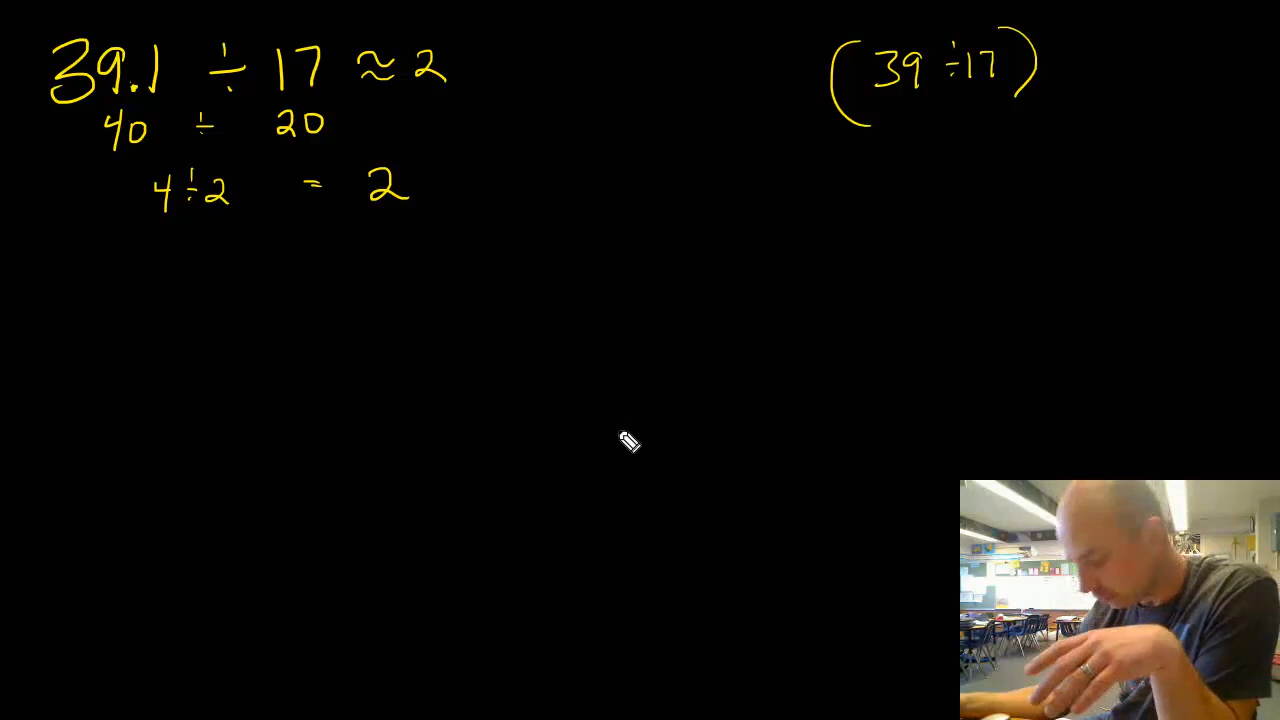 39.1 ÷ 17 ≈ 2
(39 ÷ 17)
40 ÷ 20
4 ÷ 2 = 2